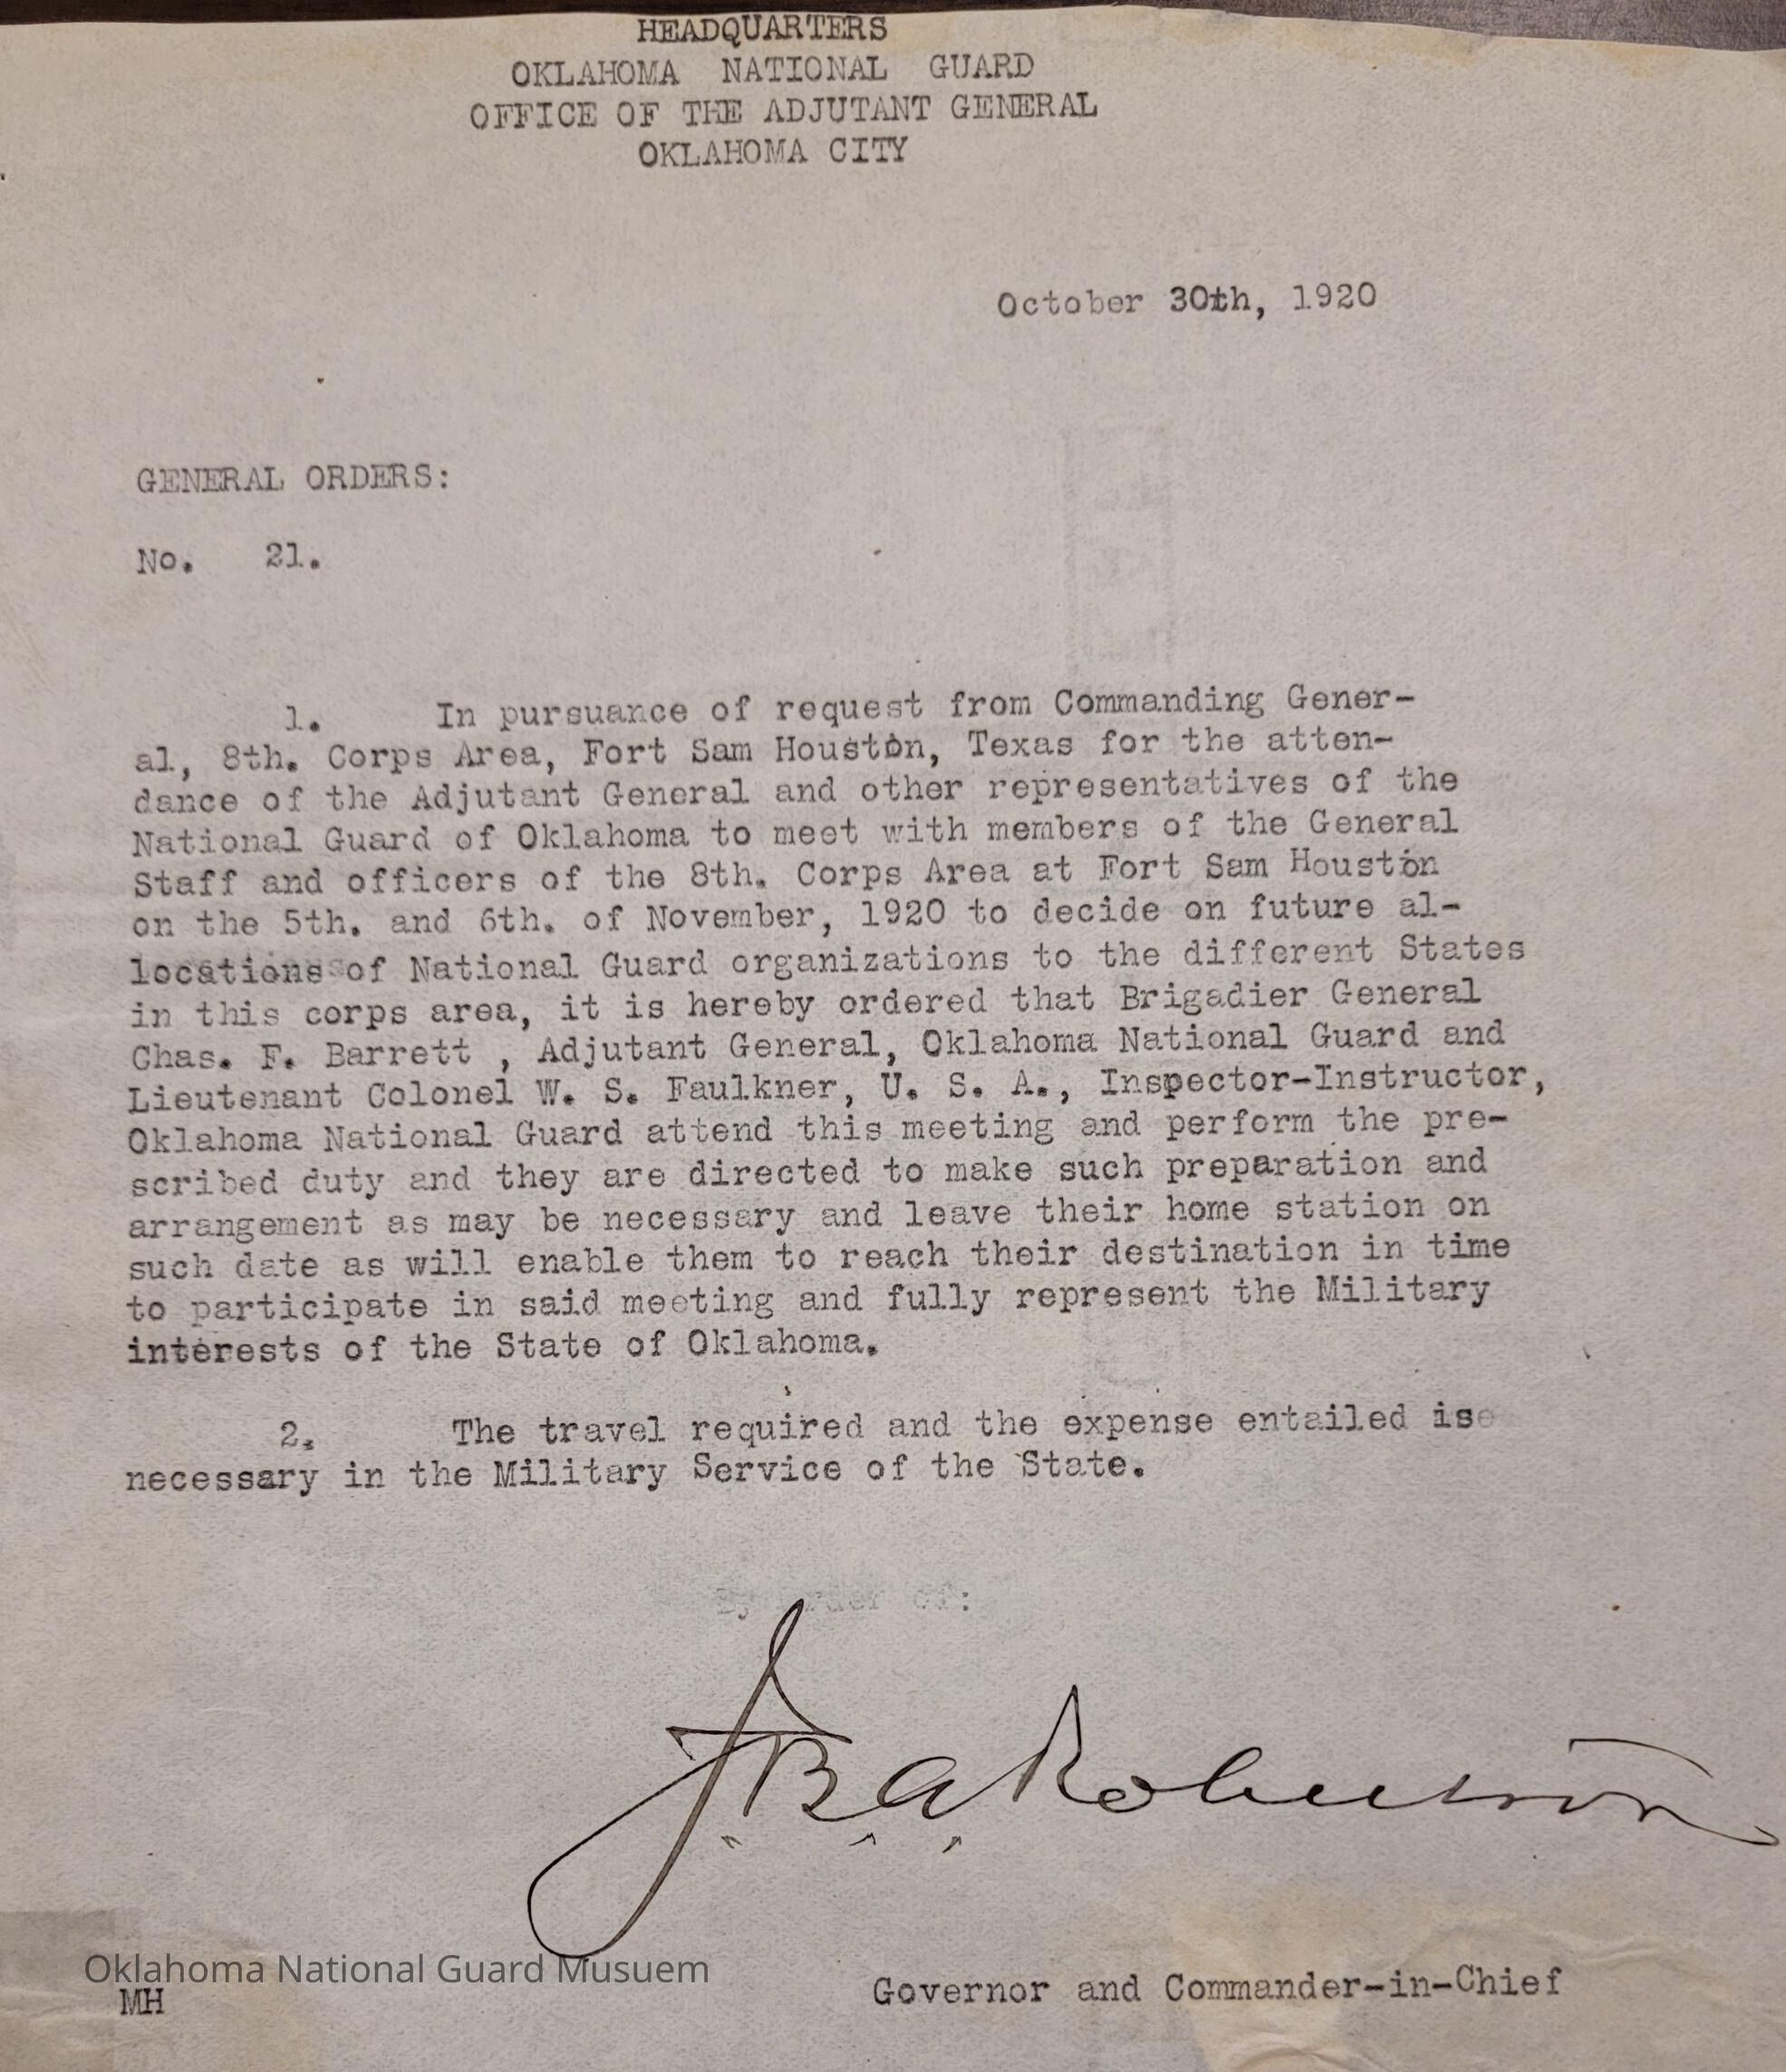 HEADQUARTERS
OKLAHOMA NATIONAL GUARD
OFFICE OF THE ADJUTANT GENERAL
OKLAHOMA CITY
October 30th, 1920
GENERAL ORDERS:
No. 21.
1. In pursuance of request from Commanding Gener-
al, 8th. Corps Area, Fort Sam Houston, Texas for the atten-
dance of the Adjutant General and other representatives of the
National Guard of Oklahoma to meet with members of the General
Staff and officers of the 8th. Corps Area at Fort Sam Houston
on the 5th. and 6th. of November, 1920 to decide on future al-
locations of National Guard organizations to the different States
in this corps area, it is hereby ordered that Brigadier General
Chas. F. Barrett , Adjutant General, Oklahoma National Guard and
Lieutenant Colonel W. S. Faulkner, U. S. A., Inspector-Instructor,
Oklahoma National Guard attend this meeting and perform the pre-
scribed duty and they are directed to make such preparation and
arrangement as may be necessary and leave their home station on
such date as will enable them to reach their destination in time
to participate in said meeting and fully represent the Military
interests of the State of Oklahoma.
2. The travel required and the expense entailed is
necessary in the Military Service of the State.
By order of:
J B A Robertson
Governor and Commander-in-Chief
Oklahoma National Guard Musuem
MH